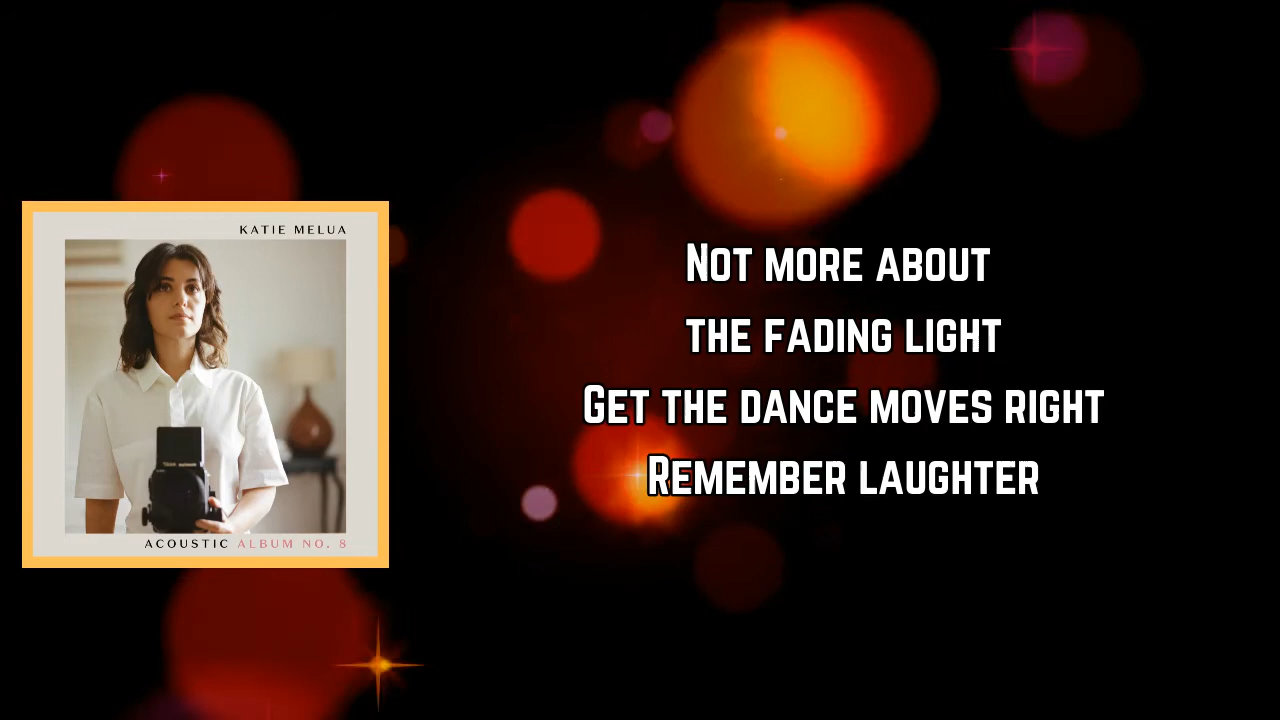 KATIE MELUA
ACOUSTIC ALBUM NO. 8
NOT MORE ABOUT
THE FADING LIGHT
GET THE DANCE MOVES RIGHT
REMEMBER LAUGHTER